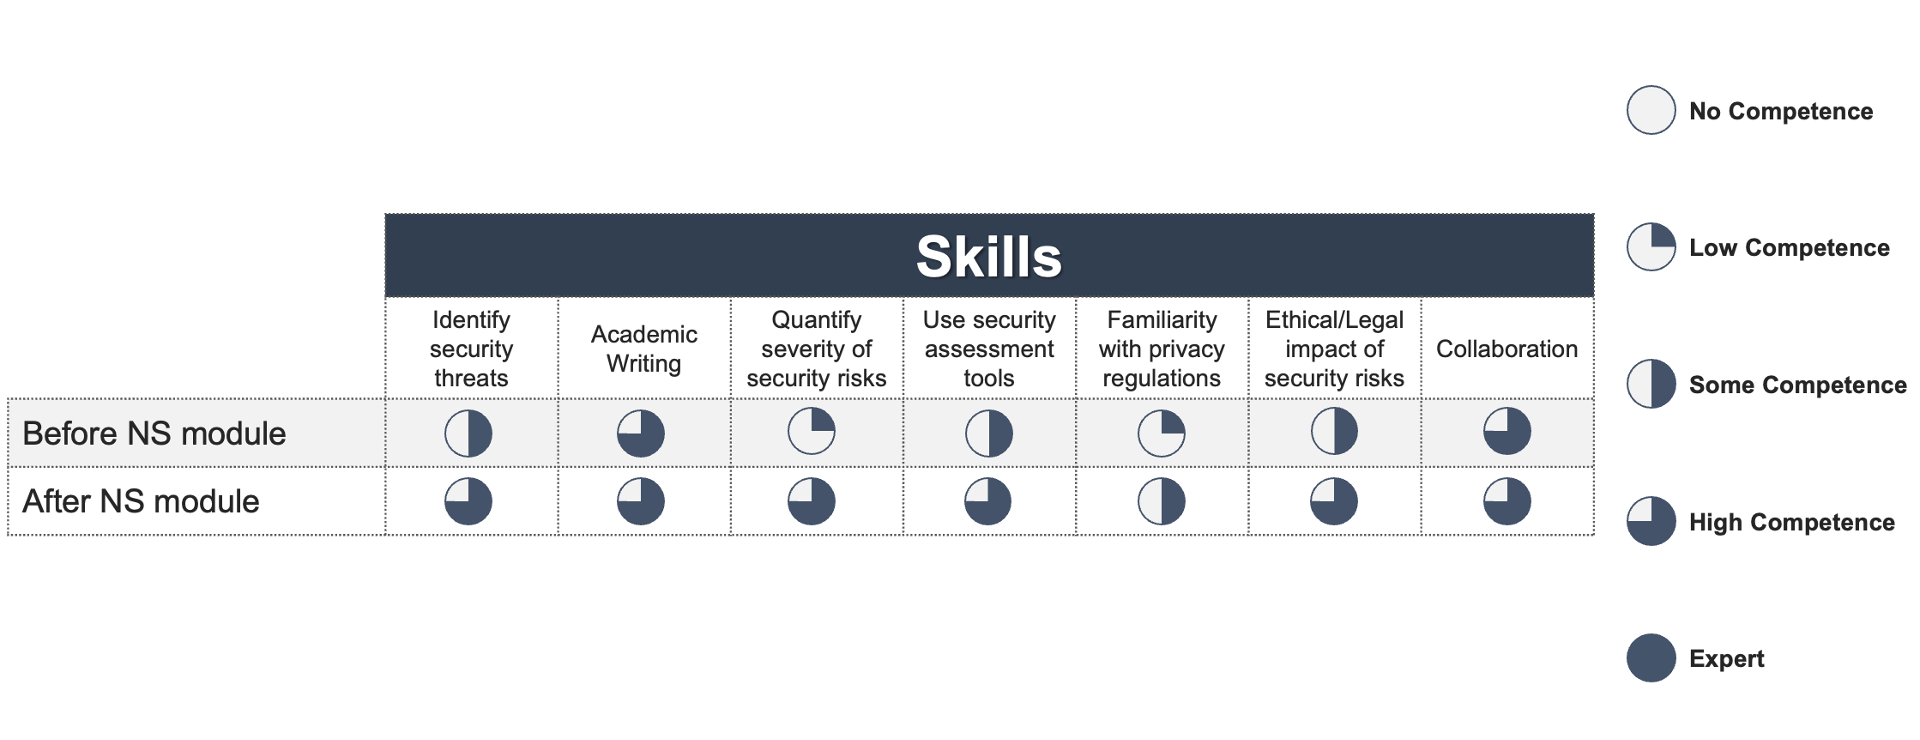 Skills
Identify
security
threats
Academic
Writing
Quantify
severity of
security risks
Use security
assessment
tools
Familiarity
with privacy
regulations
Ethical/Legal
impact of
security risks
Collaboration
Before NS module
After NS module
No Competence
Low Competence
Some Competence
High Competence
Expert